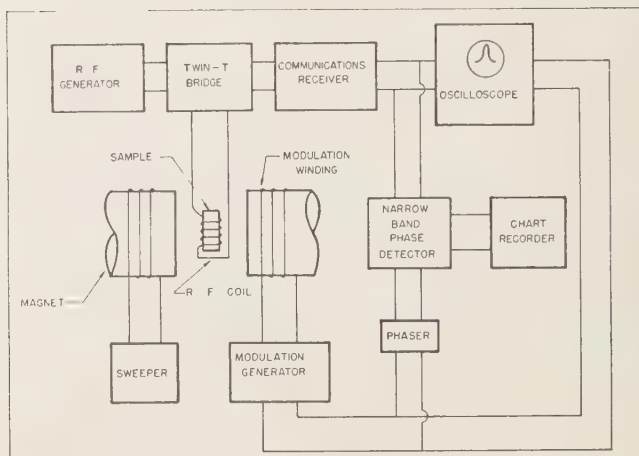 R F
GENERATOR
TWIN-T
BRIDGE
COMMUNICATIONS
RECEIVER
OSCILLOSCOPE
SAMPLE
MODULATION
WINDING
NARROW
BAND
PHASE
DETECTOR
CHART
RECORDER
MAGNET
R F COIL
PHASER
SWEEPER
MODULATION
GENERATOR